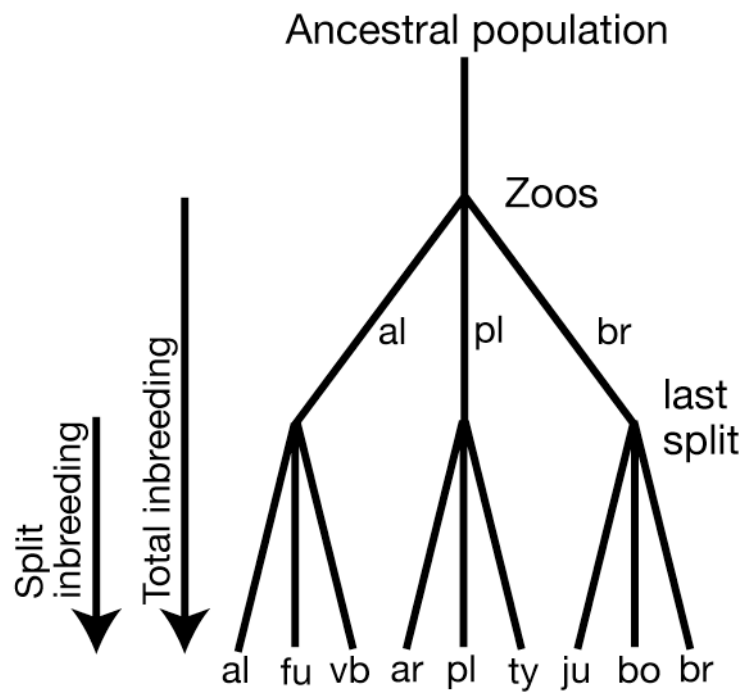 Ancestral population
Zoos
al
pl
br
last
split
Split
inbreeding
Total inbreeding
al
fu
vb
ar
pl
ty
ju
bo
br